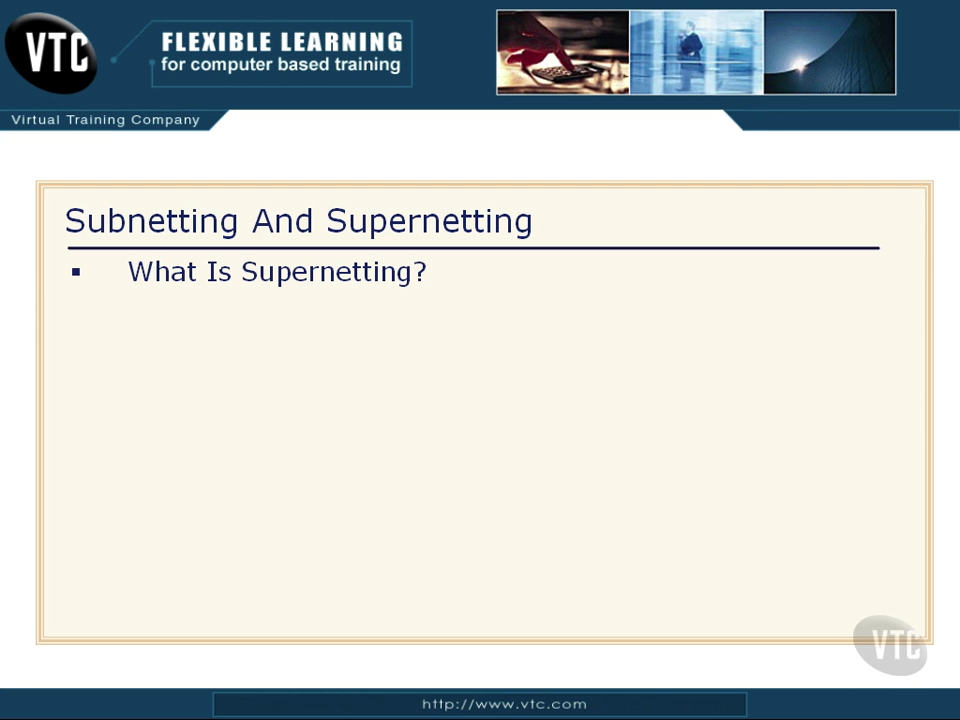 VTC
FLEXIBLE LEARNING
for computer based training
Virtual Training Company
Subnetting And Supernetting
▪ What Is Supernetting?
VTC
http://www.vtc.com